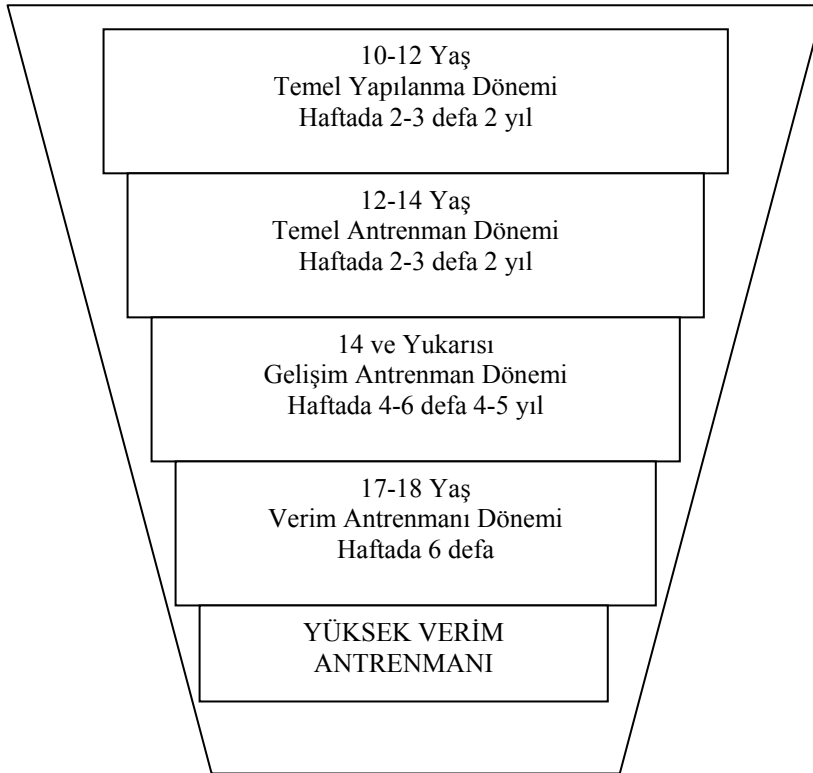 10-12 Yaş
Temel Yapılanma Dönemi
Haftada 2-3 defa 2 yıl
12-14 Yaş
Temel Antrenman Dönemi
Haftada 2-3 defa 2 yıl
14 ve Yukarısı
Gelişim Antrenman Dönemi
Haftada 4-6 defa 4-5 yıl
17-18 Yaş
Verim Antrenmanı Dönemi
Haftada 6 defa
YÜKSEK VERİM
ANTRENMANI